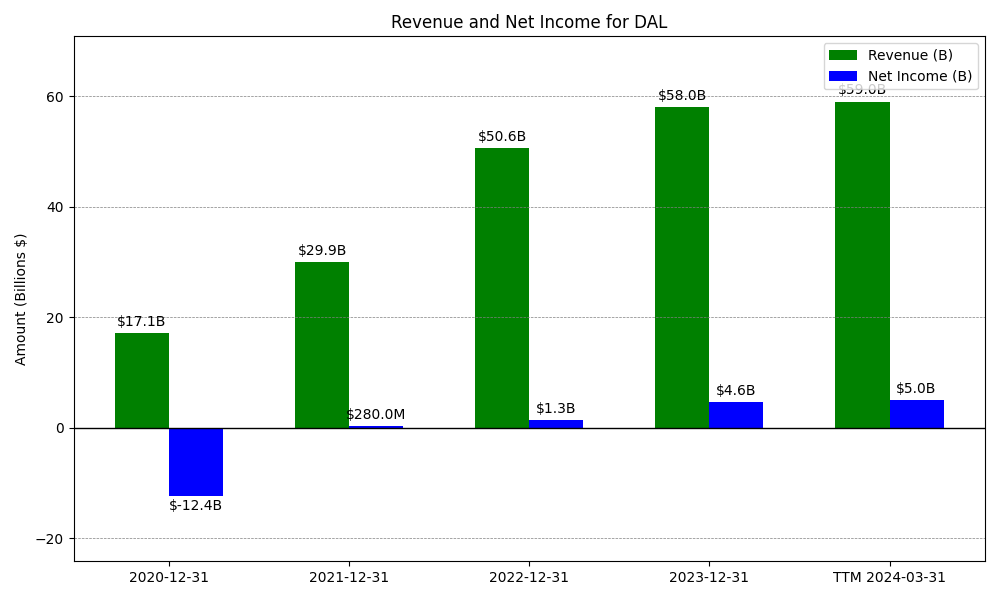 Revenue and Net Income for DAL
Revenue (B)
Net Income (B)
Amount (Billions $)
60
40
20
0
−20
$17.1B
$-12.4B
$29.9B
$280.0M
$50.6B
$1.3B
$58.0B
$4.6B
$59.0B
$5.0B
2020-12-31
2021-12-31
2022-12-31
2023-12-31
TTM 2024-03-31